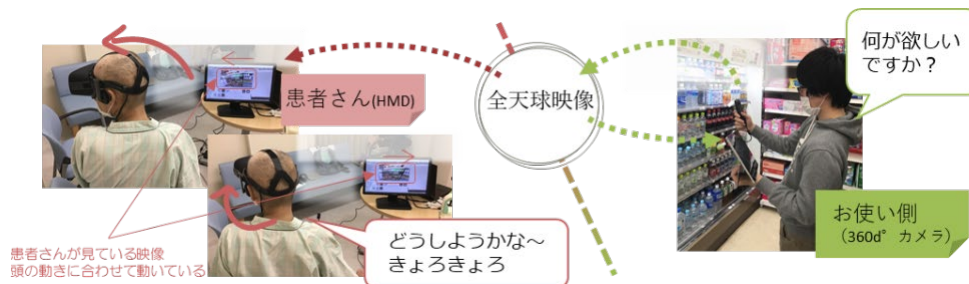 患者さん(HMD)
全天球映像
何が欲しい
ですか？
お使い側
（360d°カメラ）
どうしようかな～
きょろきょろ
患者さんが見ている映像
頭の動きに合わせて動いている